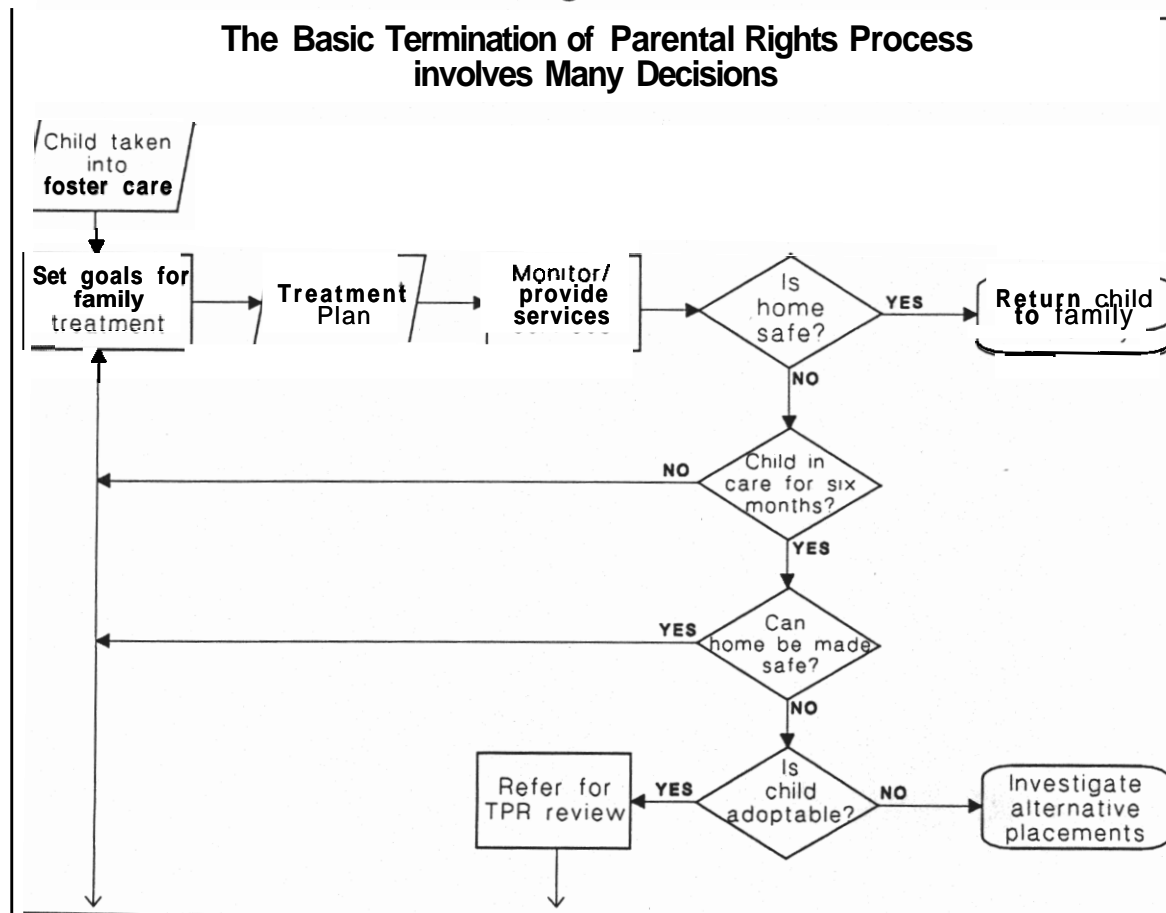 The Basic Termination of Parental Rights Process
involves Many Decisions
Child taken
into
foster care
Set goals for
family
treatment
Treatment
Plan
Monitor/
provide
services
Is
home
safe?
YES
Return child
to family
NO
Child in
care for six
months?
NO
YES
Can
home be made
safe?
YES
NO
Is
child
adoptable?
YES
Refer for
TPR review
NO
Investigate
alternative
placements